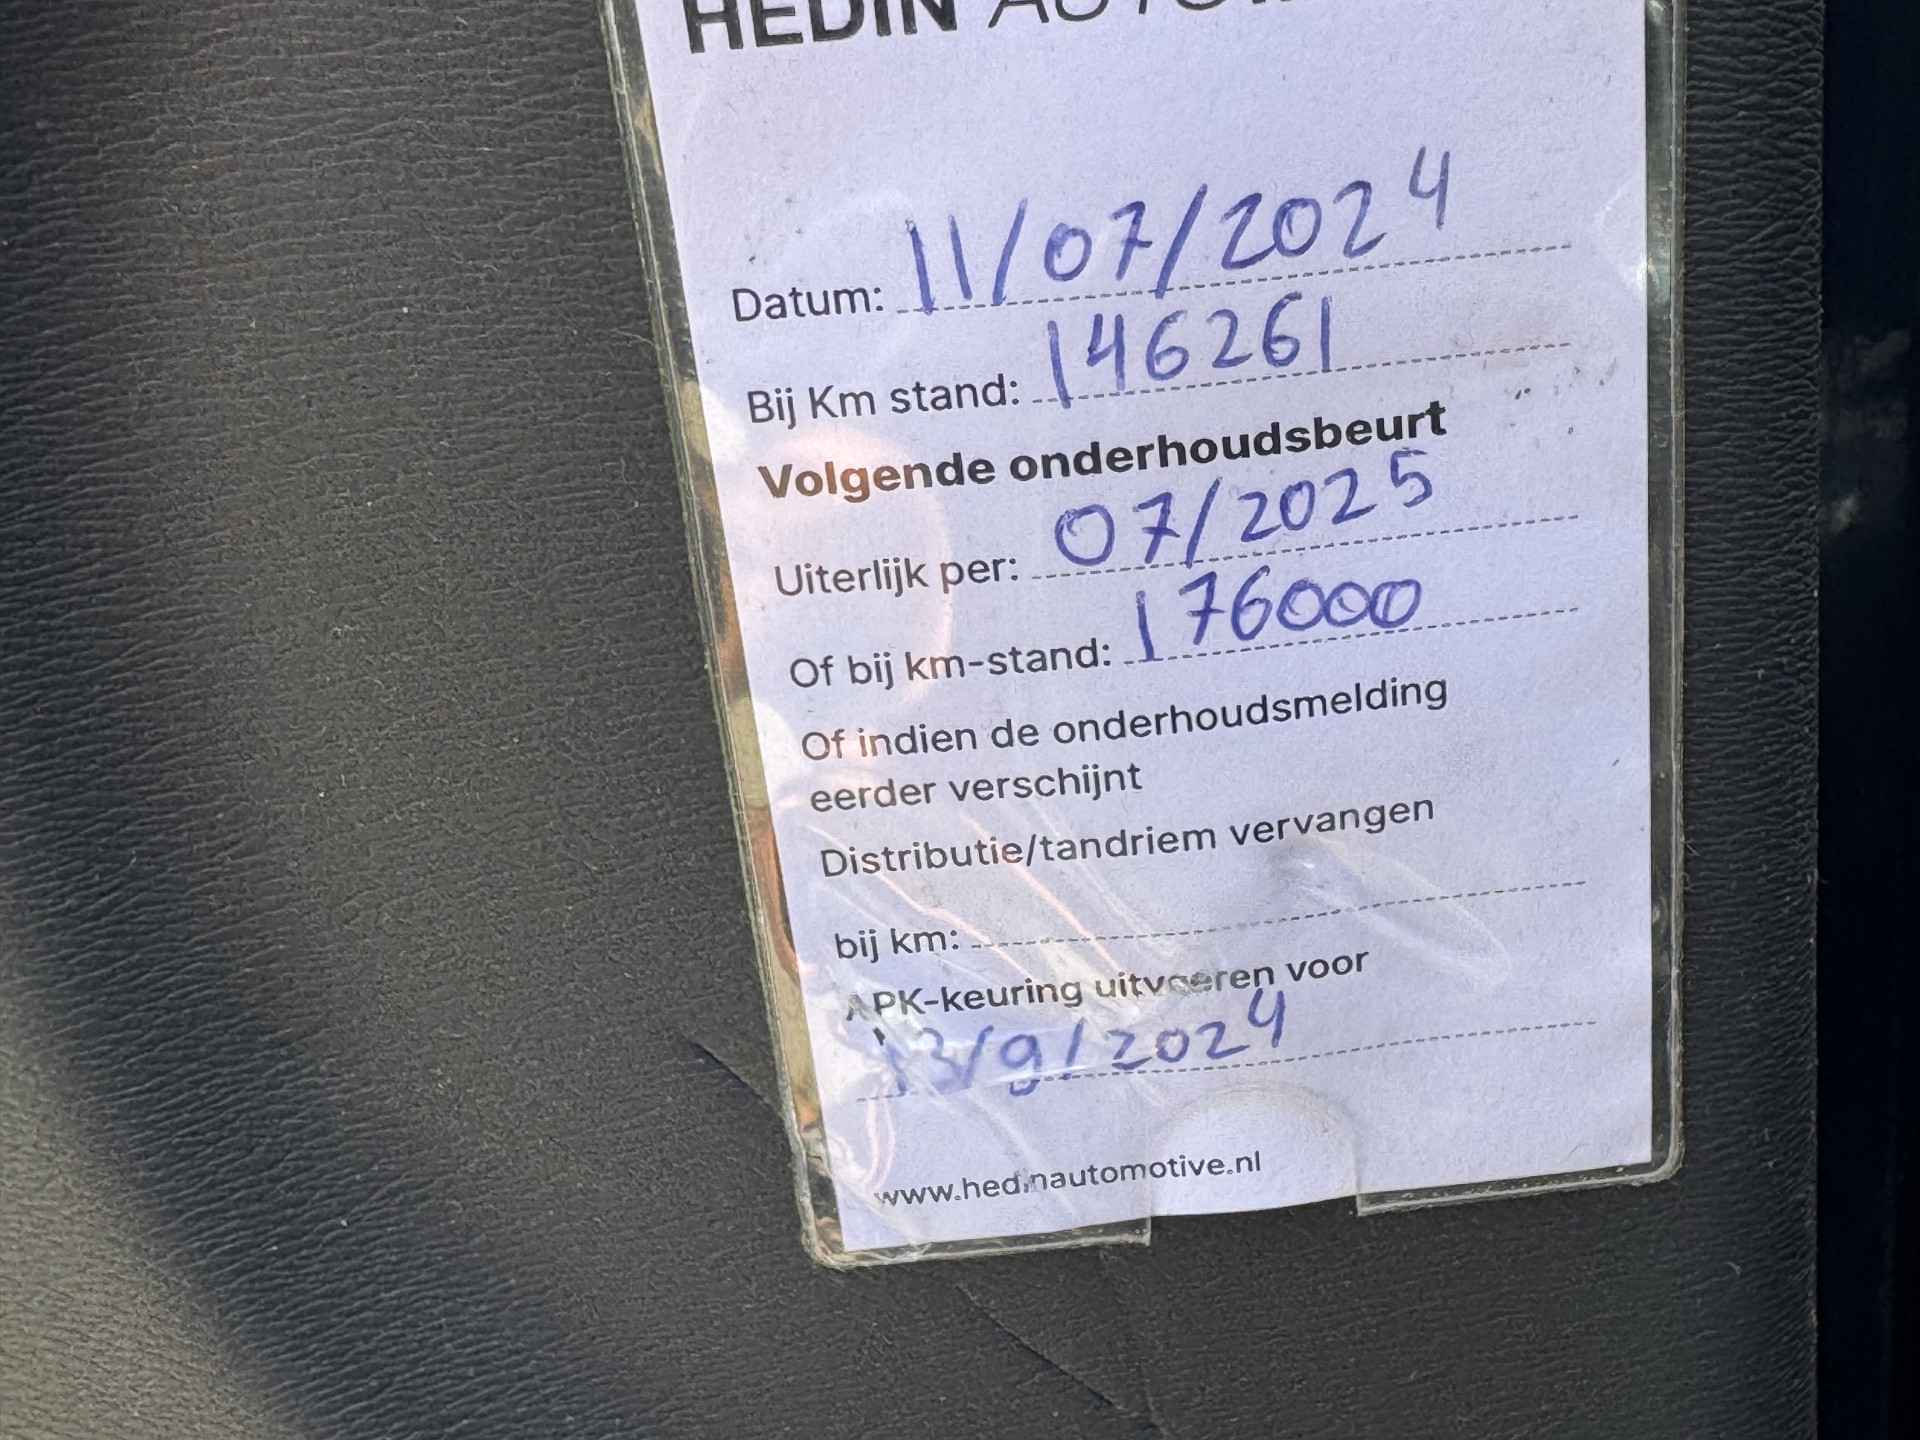 HEDIN
Datum: 11/07/2024
Bij Km stand: 146261
Volgende onderhoudsbeurt
Uiterlijk per: 07/2025
Of bij km-stand: 176000
Of indien de onderhoudsmelding
eerder verschijnt
Distributie/tandriem vervangen
bij km:
APK-keuring uitvoeren voor
13/9/2024
www.hedinautomotive.nl